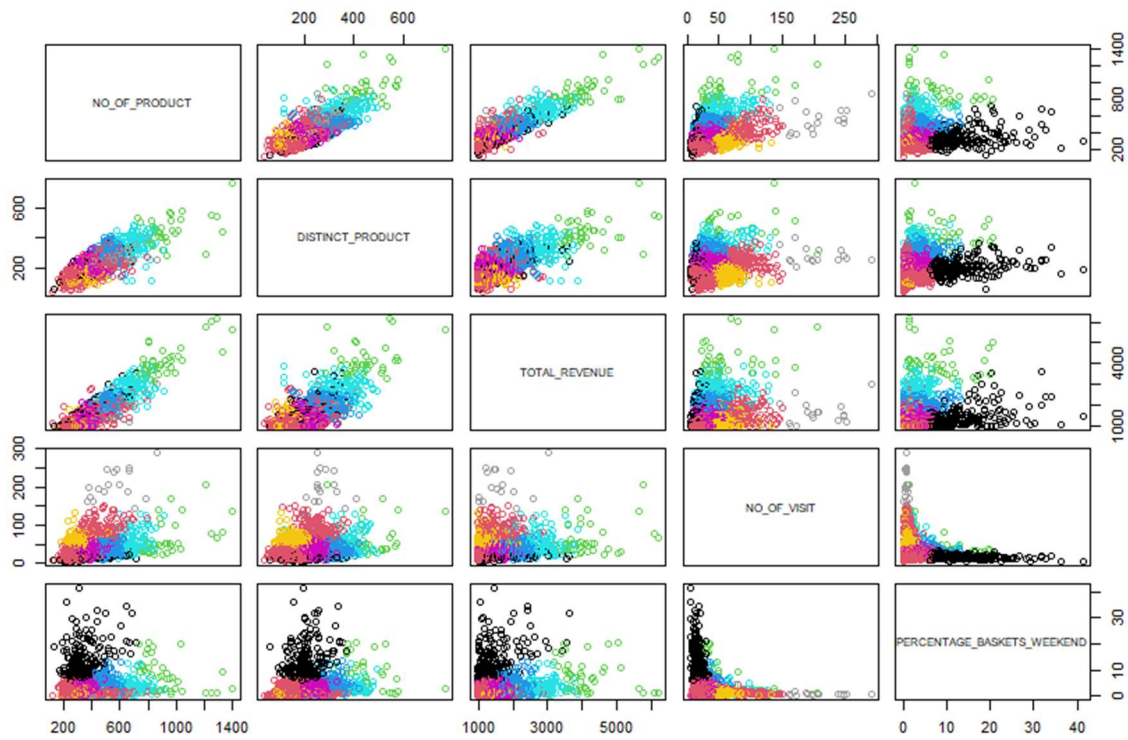 200 400 600
0 50 150 250
NO_OF_PRODUCT
200 800 1400
200 600
DISTINCT_PRODUCT
TOTAL_REVENUE
1000 4000
0 100 200 300
NO_OF_VISIT
PERCENTAGE_BASKETS_WEEKEND
0 10 30
200 600 1000 1400
1000 3000 5000
0 10 20 30 40